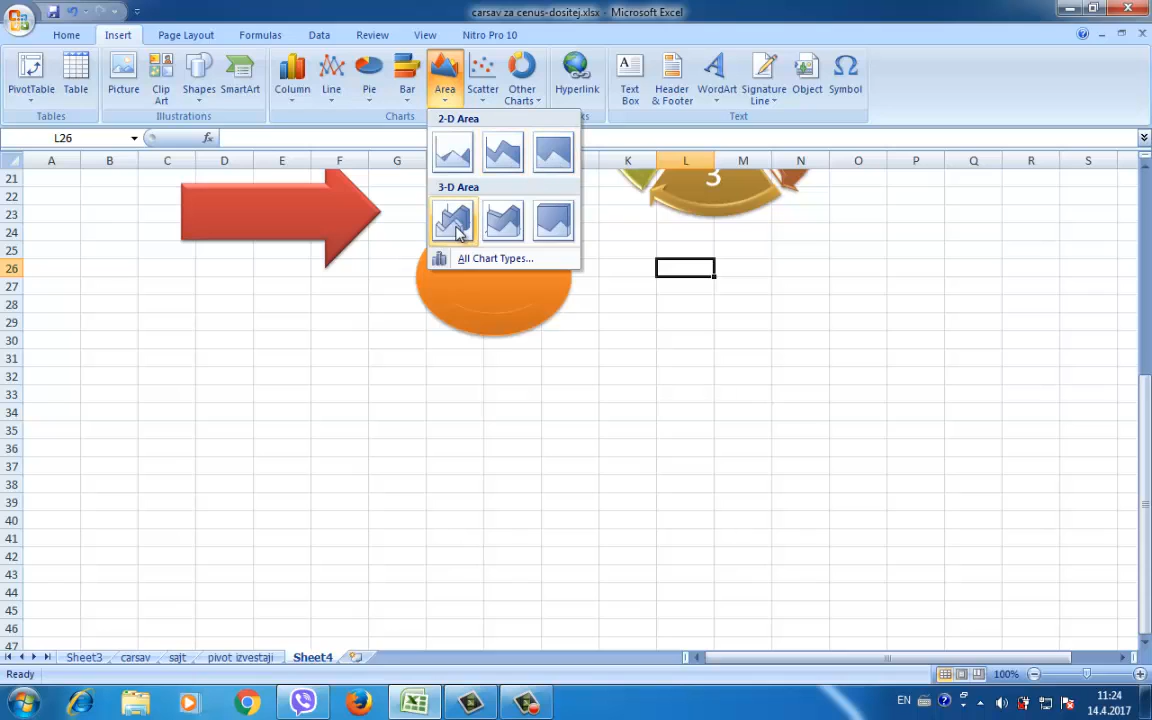 carsav za cenus-dositej.xlsx - Microsoft Excel
Home Insert Page Layout Formulas Data Review View Nitro Pro 10
PivotTable Table Picture Clip Art Shapes SmartArt Column Line Pie Bar Area Scatter Other Charts Hyperlink Text Box Header & Footer WordArt Signature Line Object Symbol
Tables Illustrations Charts Text
2-D Area
L26
A B C D E F G K L M N O P Q R S
3-D Area
All Chart Types...
3
21
22
23
24
25
26
27
28
29
30
31
32
33
34
35
36
37
38
39
40
41
42
43
44
45
46
47
Sheet3 carsav sajt pivot izvestaji Sheet4
Ready 100%
EN 11:24
14.4.2017